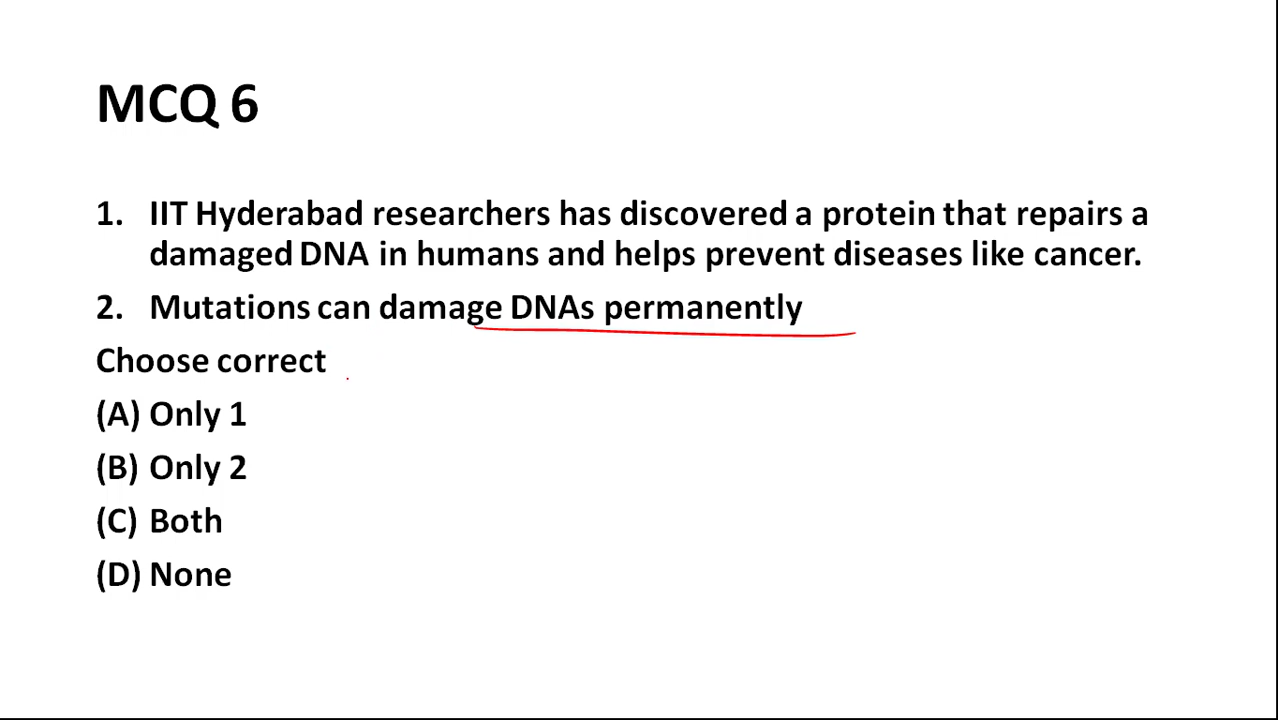 MCQ 6
1. IIT Hyderabad researchers has discovered a protein that repairs a
damaged DNA in humans and helps prevent diseases like cancer.
2. Mutations can damage DNAs permanently
Choose correct
(A) Only 1
(B) Only 2
(C) Both
(D) None